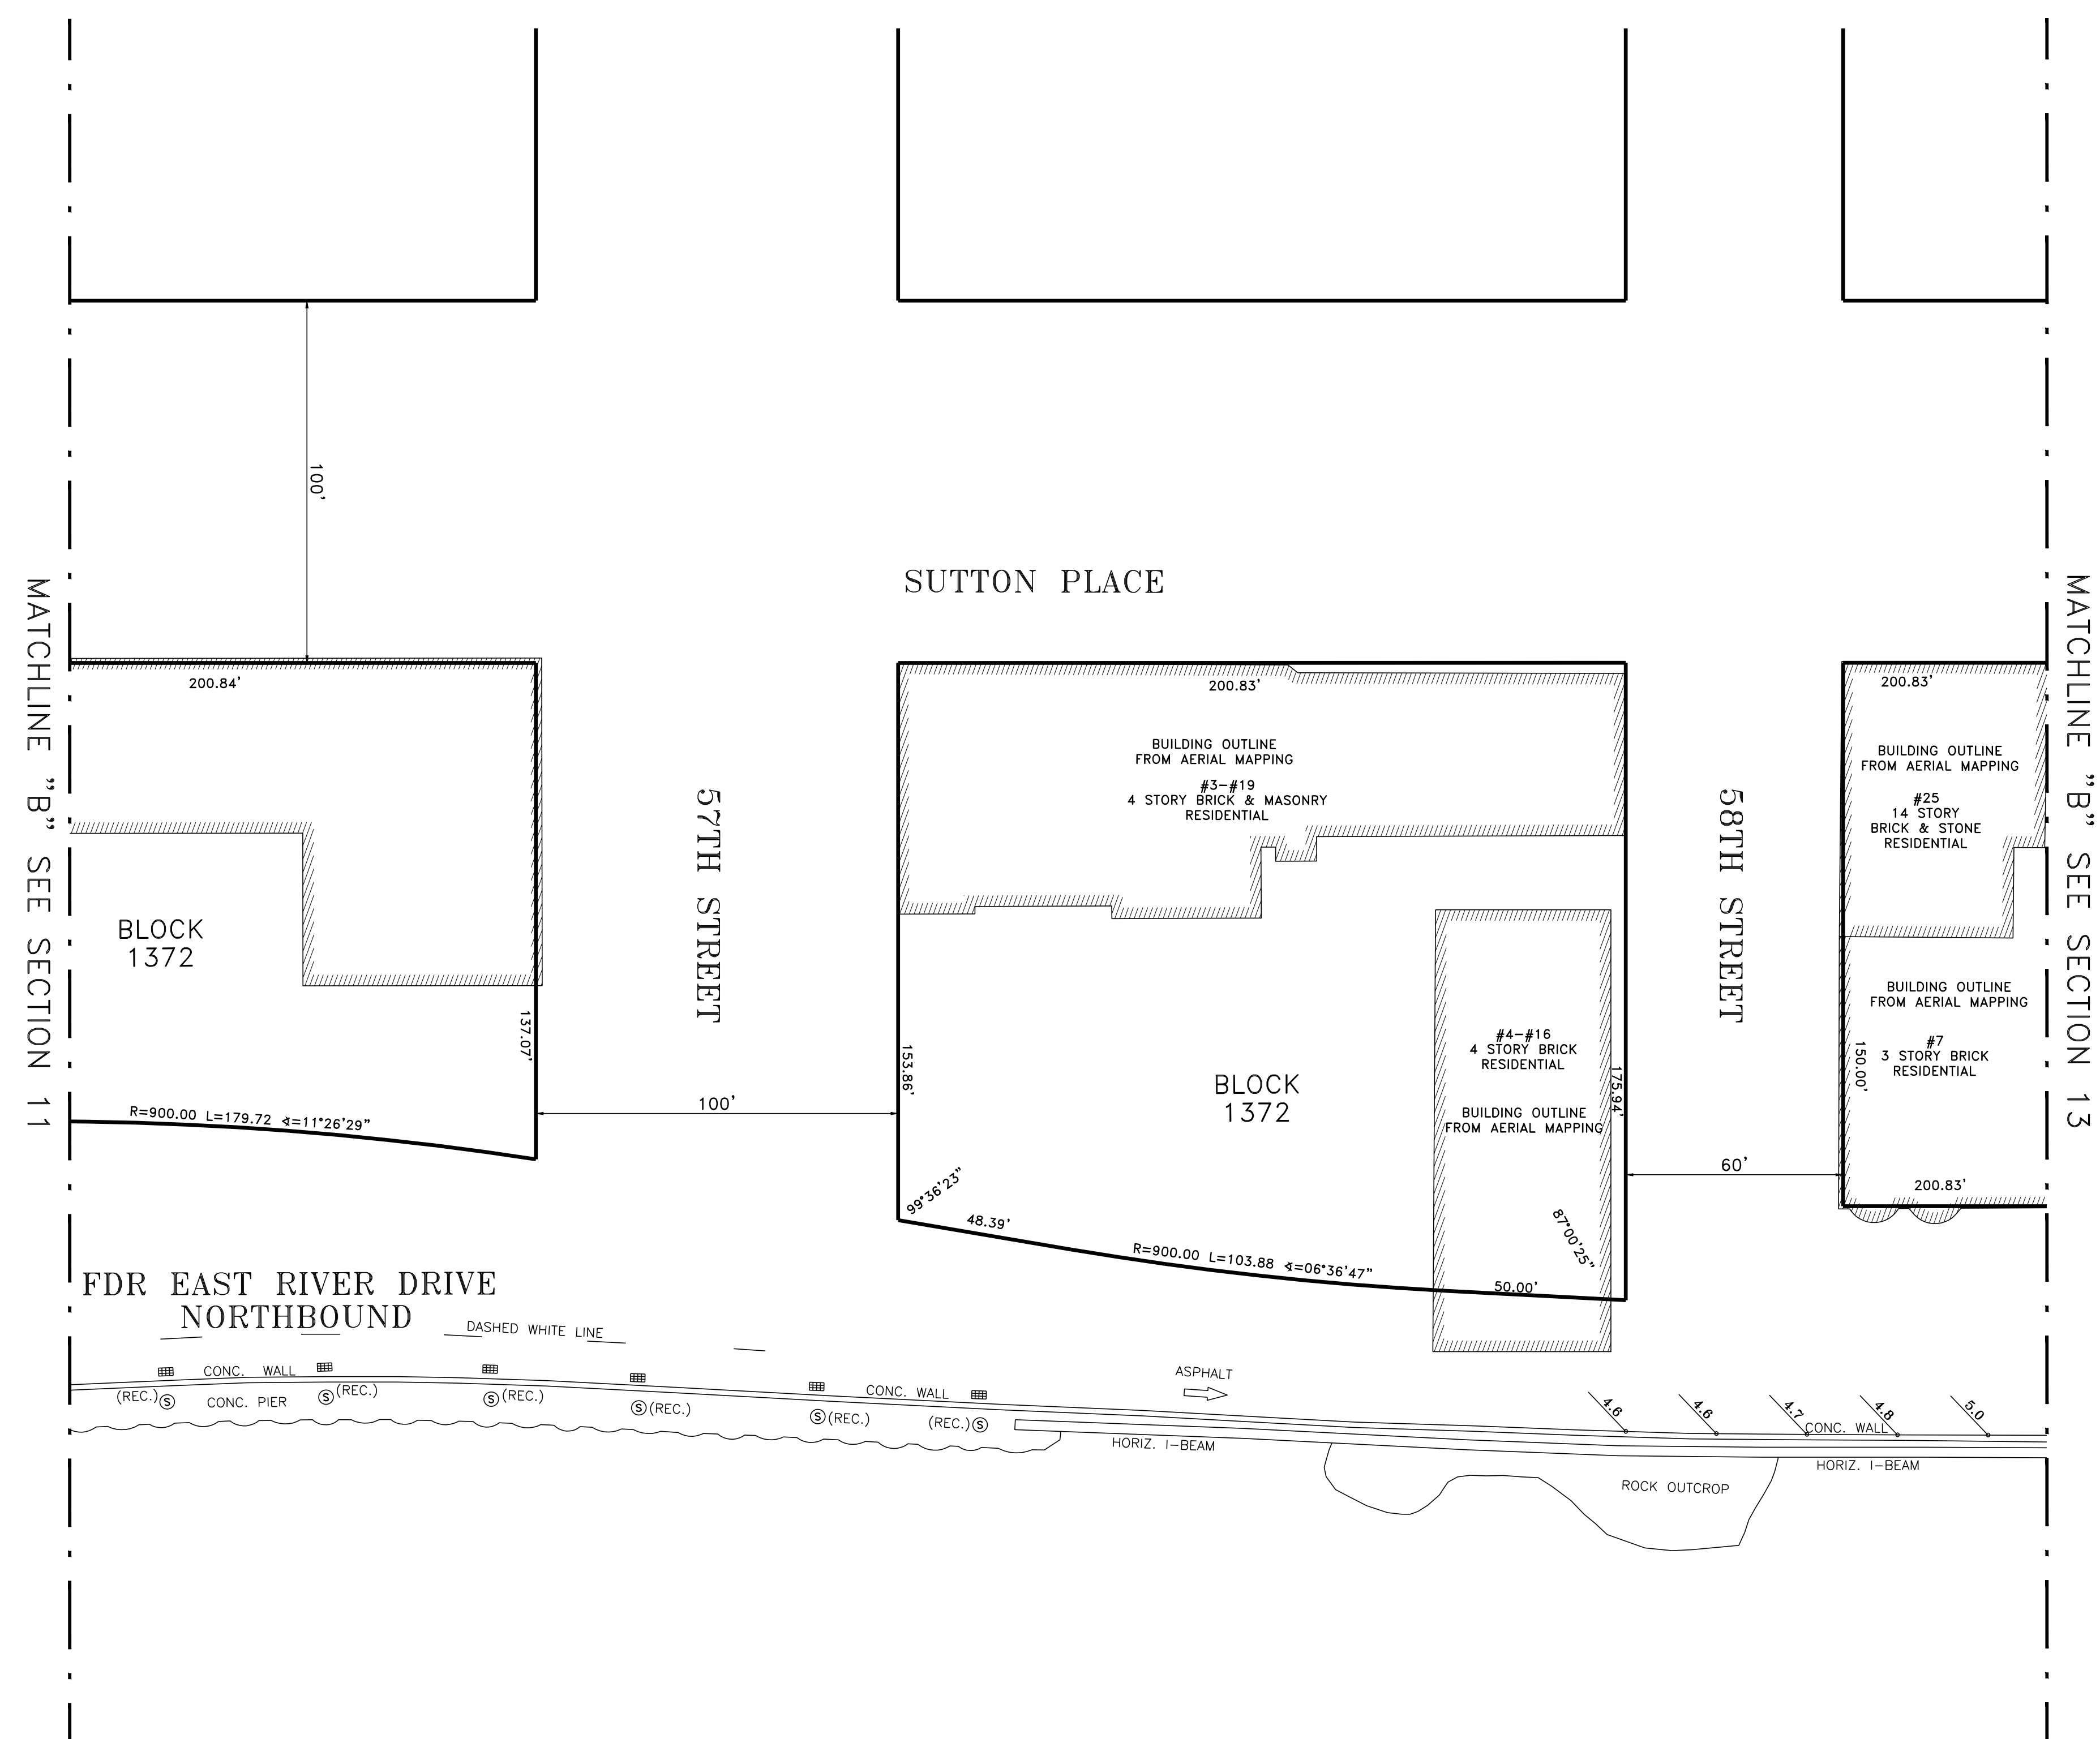 100'
SUTTON PLACE
MATCHLINE "B" SEE SECTION 11
MATCHLINE "B" SEE SECTION 13
200.84'
BLOCK
1372
137.07'
R=900.00 L=179.72 ∢=11°26'29"
57TH STREET
100'
200.83'
BUILDING OUTLINE
FROM AERIAL MAPPING
#3-#19
4 STORY BRICK & MASONRY
RESIDENTIAL
153.86'
BLOCK
1372
#4-#16
4 STORY BRICK
RESIDENTIAL
BUILDING OUTLINE
FROM AERIAL MAPPING
175.94'
99°36'23"
48.39'
R=900.00 L=103.88 ∢=06°36'47"
87°00'25"
50.00'
58TH STREET
60'
200.83'
BUILDING OUTLINE
FROM AERIAL MAPPING
#25
14 STORY
BRICK & STONE
RESIDENTIAL
BUILDING OUTLINE
FROM AERIAL MAPPING
#7
3 STORY BRICK
RESIDENTIAL
150.00'
200.83'
FDR EAST RIVER DRIVE
NORTHBOUND
DASHED WHITE LINE
CONC. WALL
CONC. WALL
ASPHALT
(REC.) S
CONC. PIER
S (REC.)
S (REC.)
S (REC.)
S (REC.)
(REC.) S
HORIZ. I-BEAM
4.6
4.6
4.7
4.8
5.0
CONC. WALL
HORIZ. I-BEAM
ROCK OUTCROP